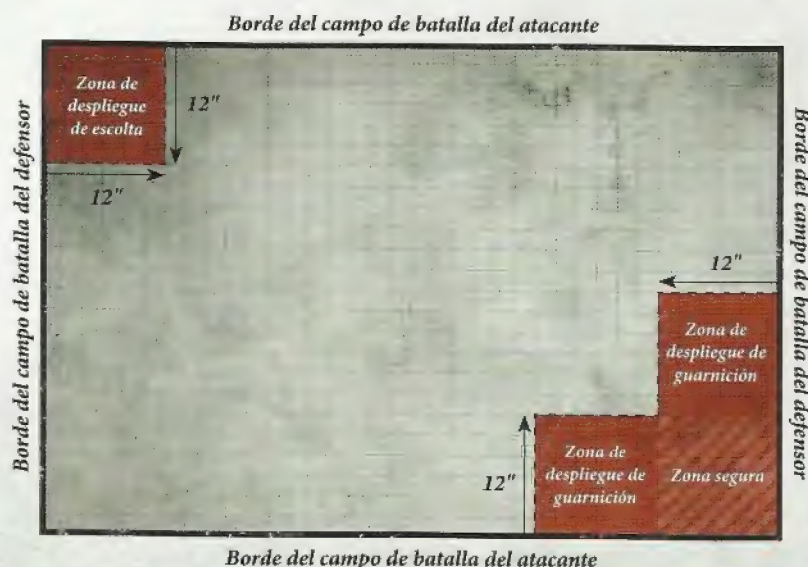 Borde del campo de batalla del atacante
Zona de
despliegue
de escolta
12"
12"
Borde del campo de batalla del defensor
Borde del campo de batalla del defensor
12"
Zona de
despliegue de
guarnición
12"
Zona de
despliegue de
guarnición
Zona segura
Borde del campo de batalla del atacante